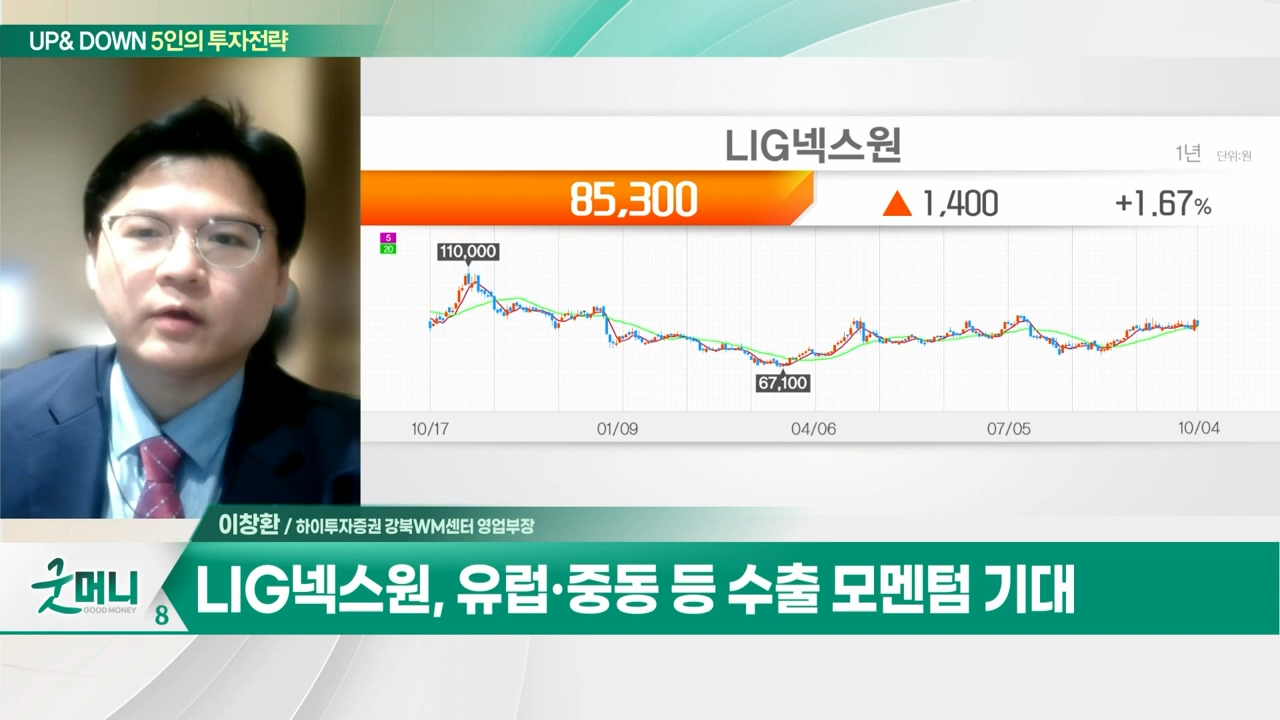 UP& DOWN 5인의 투자전략
LIG넥스원
1년 단위:원
85,300 ▲ 1,400 +1.67%
5
20
110,000
67,100
10/17 01/09 04/06 07/05 10/04
이창환 / 하이투자증권 강북WM센터 영업부장
굿머니
GOOD MONEY
8
LIG넥스원, 유럽·중동 등 수출 모멘텀 기대